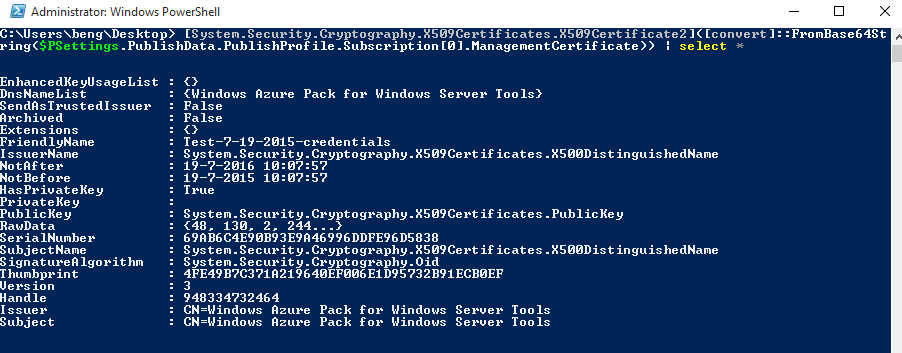 Administrator: Windows PowerShell
C:\Users\beng\Desktop> [System.Security.Cryptography.X509Certificates.X509Certificate2]([convert]::FromBase64St
ring($PSettings.PublishData.PublishProfile.Subscription[0].ManagementCertificate)) | select *
EnhancedKeyUsageList : {}
DnsNameList : {Windows Azure Pack for Windows Server Tools}
SendAsTrustedIssuer : False
Archived : False
Extensions : {}
FriendlyName : Test-7-19-2015-credentials
IssuerName : System.Security.Cryptography.X509Certificates.X500DistinguishedName
NotAfter : 19-7-2016 10:07:57
NotBefore : 19-7-2015 10:07:57
HasPrivateKey : True
PrivateKey :
PublicKey : System.Security.Cryptography.X509Certificates.PublicKey
RawData : {48, 130, 2, 244...}
SerialNumber : 69AB6C4E90B93E9A46996DDFE96D5838
SubjectName : System.Security.Cryptography.X509Certificates.X500DistinguishedName
SignatureAlgorithm : System.Security.Cryptography.Oid
Thumbprint : 4FE49B7C371A219640EF006E1D95732B91ECB0EF
Version : 3
Handle : 948334732464
Issuer : CN=Windows Azure Pack for Windows Server Tools
Subject : CN=Windows Azure Pack for Windows Server Tools